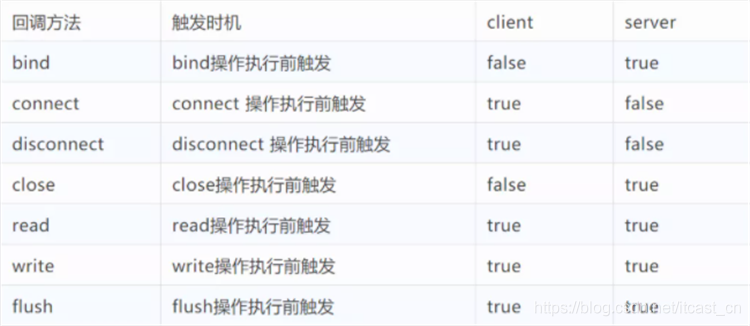 回调方法 触发时机 client server
bind bind操作执行前触发 false true
connect connect 操作执行前触发 true false
disconnect disconnect 操作执行前触发 true false
close close操作执行前触发 false true
read read操作执行前触发 true true
write write操作执行前触发 true true
flush flush操作执行前触发 true true
https://blog.csdn.net/itcast_cn